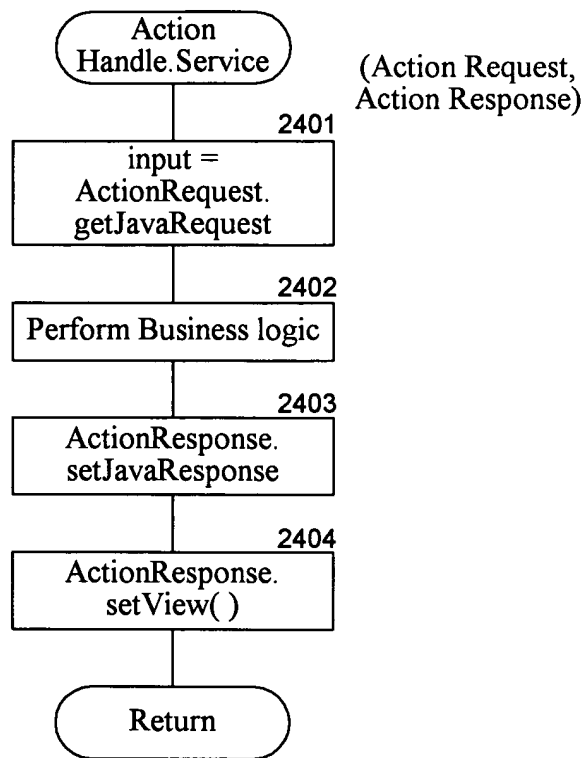 Action
Handle.Service
(Action Request,
Action Response)
2401
input =
ActionRequest.
getJavaRequest
2402
Perform Business logic
2403
ActionResponse.
setJavaResponse
2404
ActionResponse.
setView( )
Return